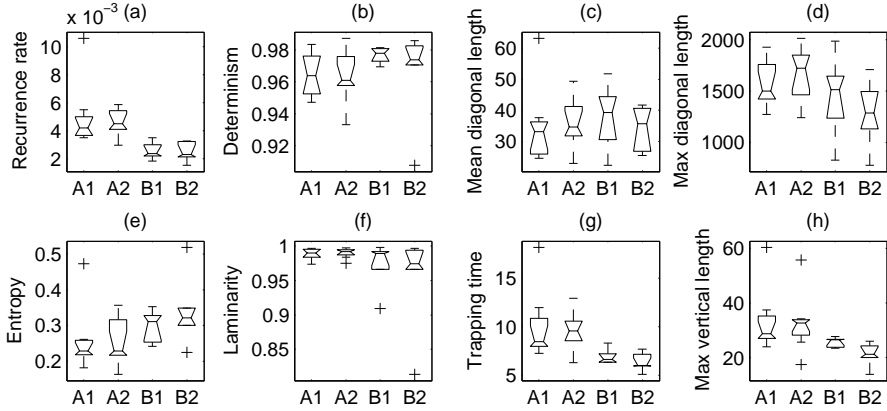 x 10⁻³ (a)
Recurrence rate
10
8
6
4
2
A1 A2 B1 B2
(b)
Determinism
0.98
0.96
0.94
0.92
A1 A2 B1 B2
(c)
Mean diagonal length
60
50
40
30
A1 A2 B1 B2
(d)
Max diagonal length
2000
1500
1000
A1 A2 B1 B2
(e)
Entropy
0.5
0.4
0.3
0.2
A1 A2 B1 B2
(f)
Laminarity
1
0.95
0.9
0.85
A1 A2 B1 B2
(g)
Trapping time
15
10
5
A1 A2 B1 B2
(h)
Max vertical length
60
40
20
A1 A2 B1 B2